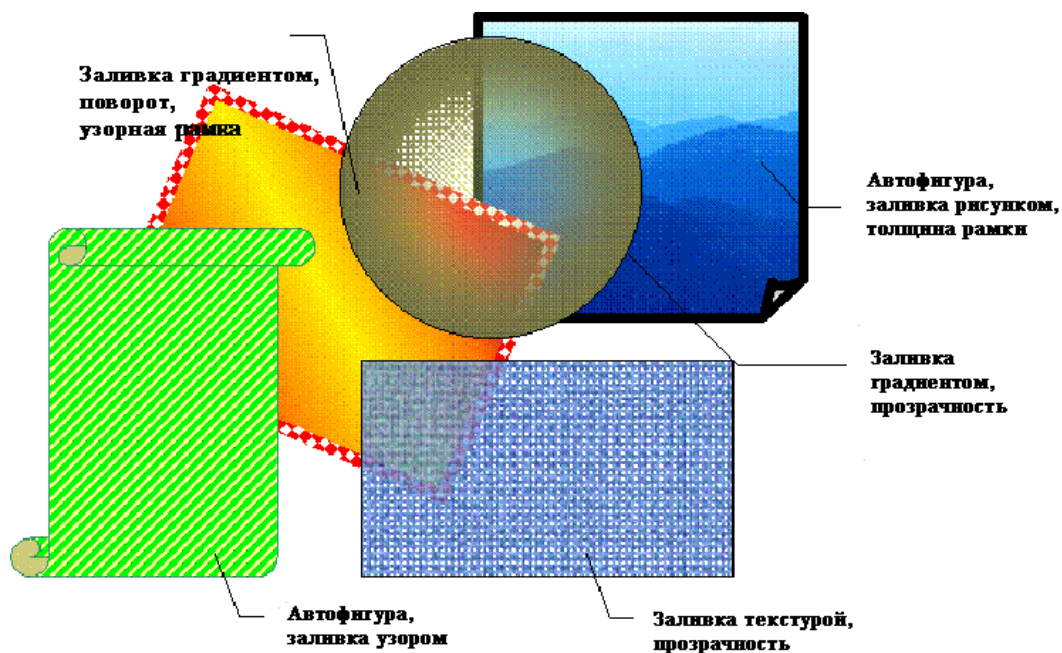 Заливка градиентом,
поворот,
узорная рамка
Автофигура,
заливка рисунком,
толщина рамки
Заливка
градиентом,
прозрачность
Автофигура,
заливка узором
Заливка текстурой,
прозрачность